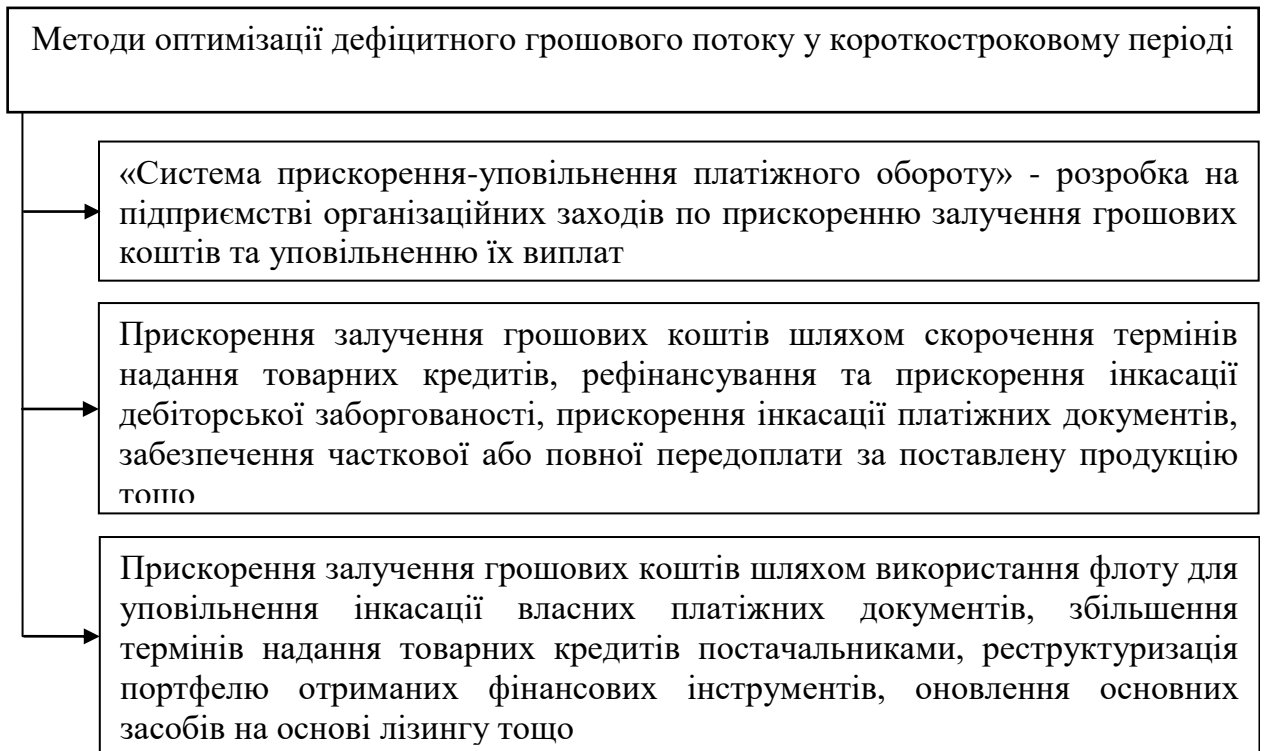 Методи оптимізації дефіцитного грошового потоку у короткостроковому періоді
«Система прискорення-уповільнення платіжного обороту» - розробка на
підприємстві організаційних заходів по прискоренню залучення грошових
коштів та уповільненню їх виплат
Прискорення залучення грошових коштів шляхом скорочення термінів
надання товарних кредитів, рефінансування та прискорення інкасації
дебіторської заборгованості, прискорення інкасації платіжних документів,
забезпечення часткової або повної передоплати за поставлену продукцію
тощо
Прискорення залучення грошових коштів шляхом використання флоту для
уповільнення інкасації власних платіжних документів, збільшення
термінів надання товарних кредитів постачальниками, реструктуризація
портфелю отриманих фінансових інструментів, оновлення основних
засобів на основі лізингу тощо